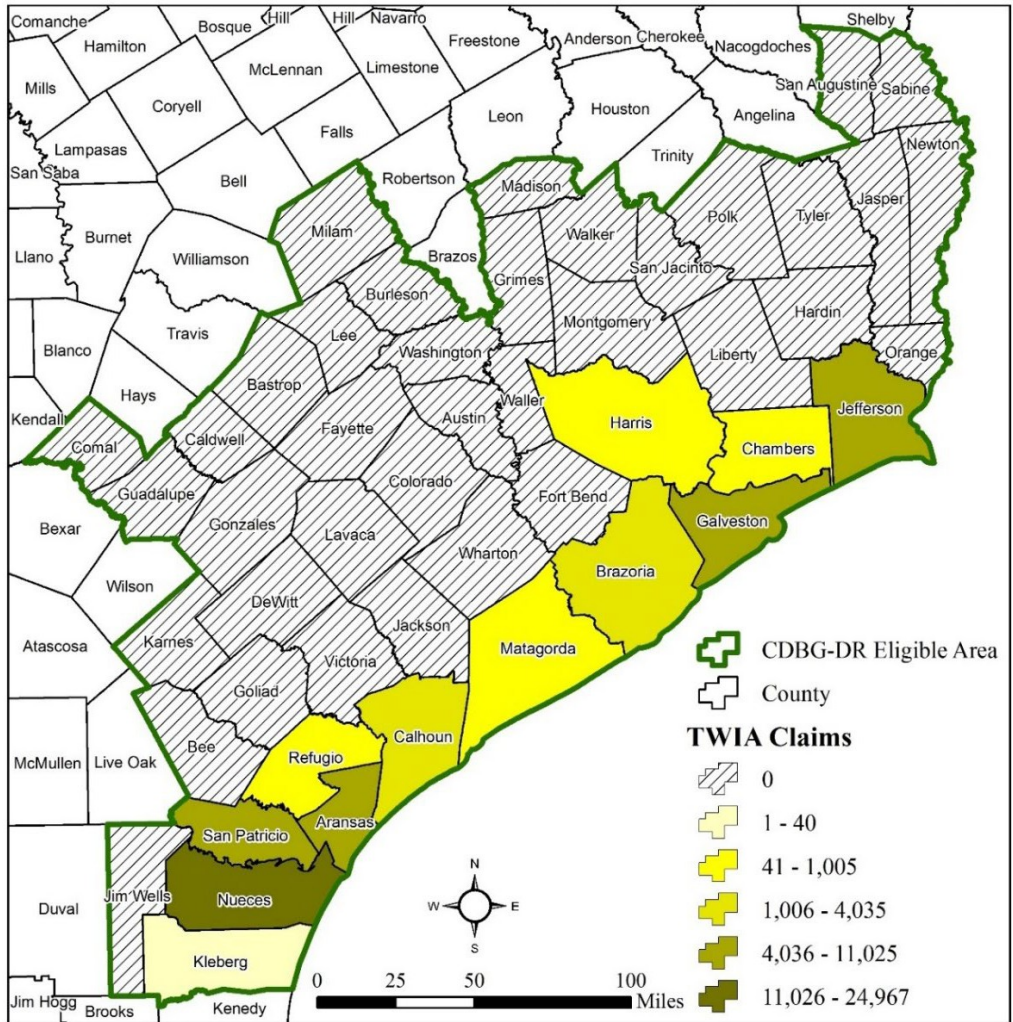 Comanche
Bosque
Hill
Hill
Navarro
Freestone
Anderson
Cherokee
Nacogdoches
Shelby
Hamilton
McLennan
Limestone
San Augustine
Sabine
Mills
Coryell
Leon
Houston
Angelina
Falls
Lampasas
Trinity
Newton
San Saba
Bell
Robertson
Madison
Jasper
Burnet
Milam
Walker
Polk
Tyler
Llano
Williamson
Brazos
San Jacinto
Grimes
Burleson
Travis
Lee
Montgomery
Hardin
Blanco
Washington
Liberty
Orange
Bastrop
Hays
Waller
Jefferson
Kendall
Austin
Harris
Caldwell
Fayette
Comal
Chambers
Colorado
Guadalupe
Fort Bend
Gonzales
Galveston
Bexar
Lavaca
Wharton
Brazoria
Wilson
DeWitt
Jackson
Karnes
Atascosa
Matagorda
Victoria
Goliad
Calhoun
Bee
Refugio
McMullen
Live Oak
San Patricio
Aransas
Jim Wells
Nueces
Duval
Kleberg
Jim Hogg
Brooks
Kenedy
CDBG-DR Eligible Area
County
TWIA Claims
0
1 - 40
41 - 1,005
1,006 - 4,035
4,036 - 11,025
11,026 - 24,967
N
W E
S
0 25 50 100
Miles